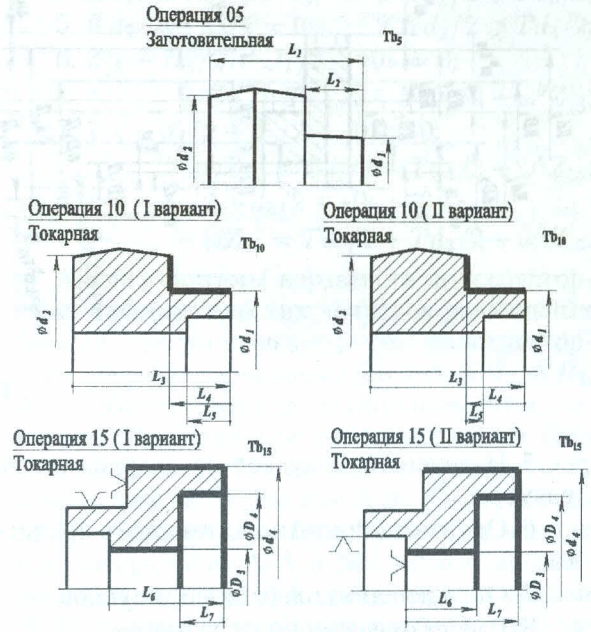 Операция 05
Заготовительная
Tb5
L1
L2
ϕd2
ϕd1
Операция 10 ( I вариант)
Токарная
Tb10
ϕd2
ϕd1
L3
L4
L5
Операция 10 ( II вариант)
Токарная
Tb10
ϕd2
ϕd1
L3
L4
L5
Операция 15 ( I вариант)
Токарная
Tb15
ϕD3
ϕD4
ϕd4
L6
L7
Операция 15 ( II вариант)
Токарная
Tb15
ϕD3
ϕD4
ϕd4
L6
L7